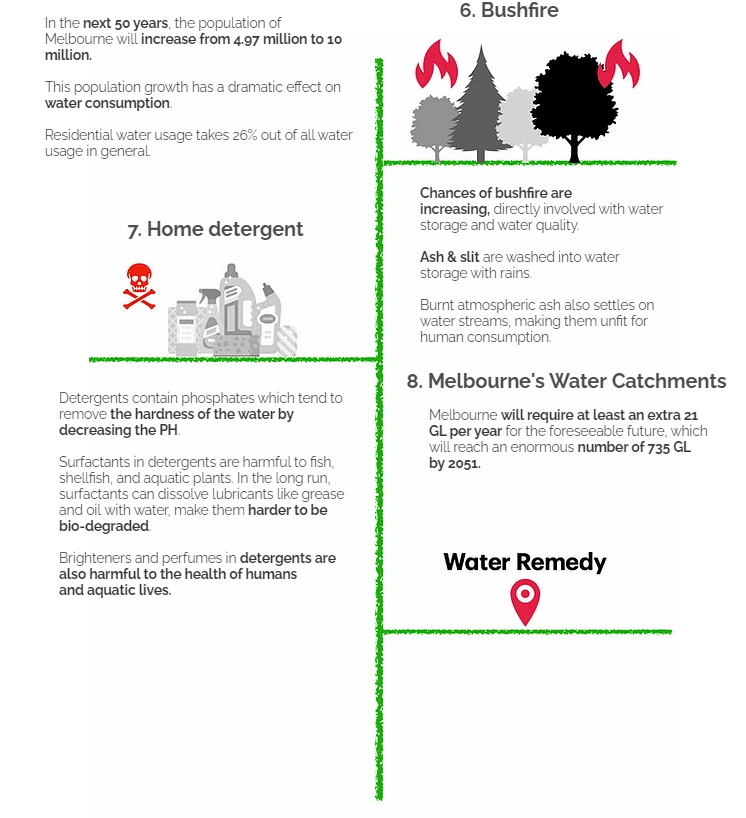 In the next 50 years, the population of
Melbourne will increase from 4.97 million to 10
million.
This population growth has a dramatic effect on
water consumption.
Residential water usage takes 26% out of all water
usage in general.
6. Bushfire
Chances of bushfire are
increasing, directly involved with water
storage and water quality.
Ash & slit are washed into water
storage with rains.
Burnt atmospheric ash also settles on
water streams, making them unfit for
human consumption.
7. Home detergent
Detergents contain phosphates which tend to
remove the hardness of the water by
decreasing the PH.
Surfactants in detergents are harmful to fish,
shellfish, and aquatic plants. In the long run,
surfactants can dissolve lubricants like grease
and oil with water, make them harder to be
bio-degraded.
Brighteners and perfumes in detergents are
also harmful to the health of humans
and aquatic lives.
8. Melbourne's Water Catchments
Melbourne will require at least an extra 21
GL per year for the foreseeable future, which
will reach an enormous number of 735 GL
by 2051.
Water Remedy